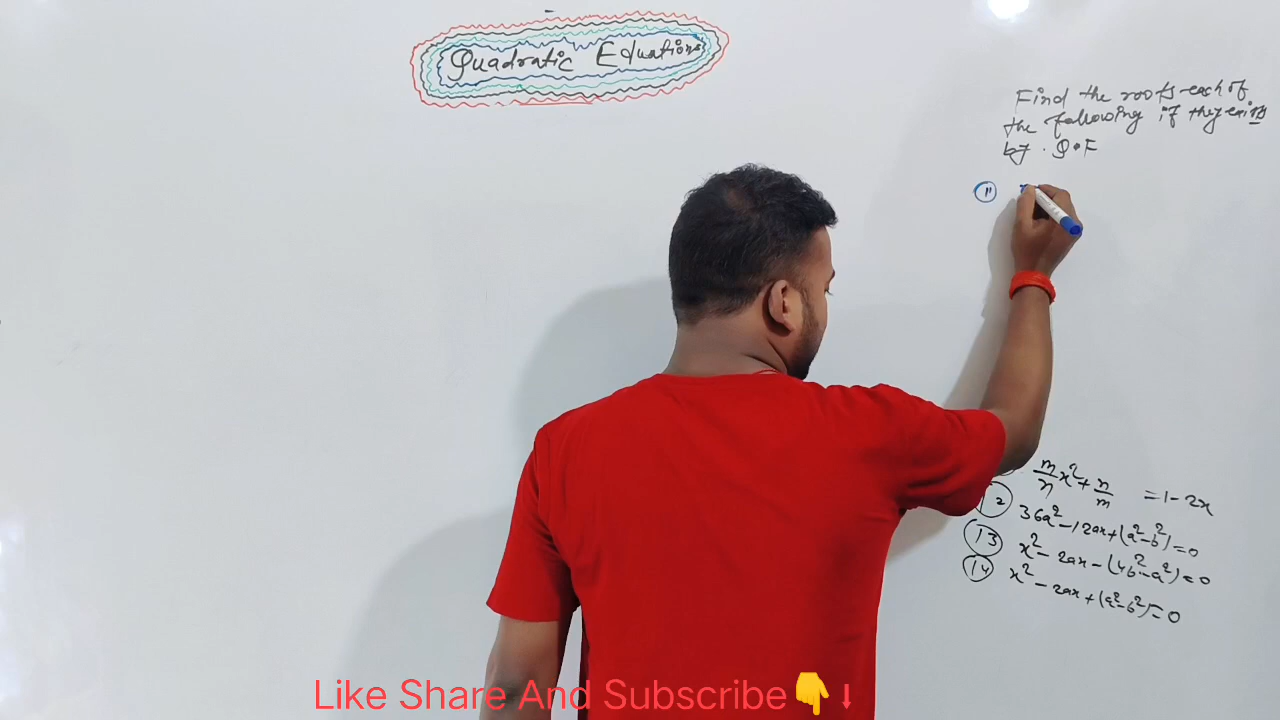 Quadratic Equations
Find the roots each of
the following if they exists
by . Q.F
11
m/n x² + n/m = 1 - 2x
12 36a² - 12ax + (a² - b²) = 0
13 x² - 2ax - (4b² - a²) = 0
14 x² - 2ax + (a² - b²) = 0
Like Share And Subscribe👇⬇